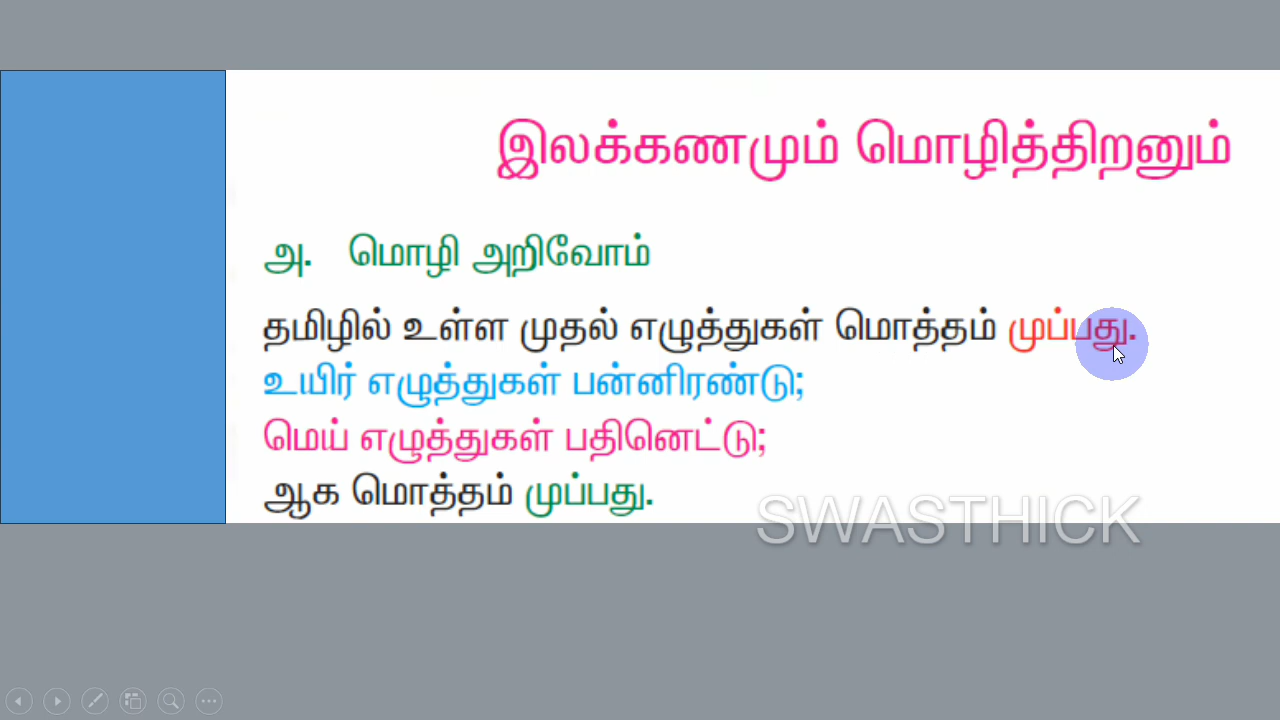 இலக்கணமும் மொழித்திறனும்
அ. மொழி அறிவோம்
தமிழில் உள்ள முதல் எழுத்துகள் மொத்தம் முப்பது.
உயிர் எழுத்துகள் பன்னிரண்டு;
மெய் எழுத்துகள் பதினெட்டு;
ஆக மொத்தம் முப்பது.
SWASTHICK